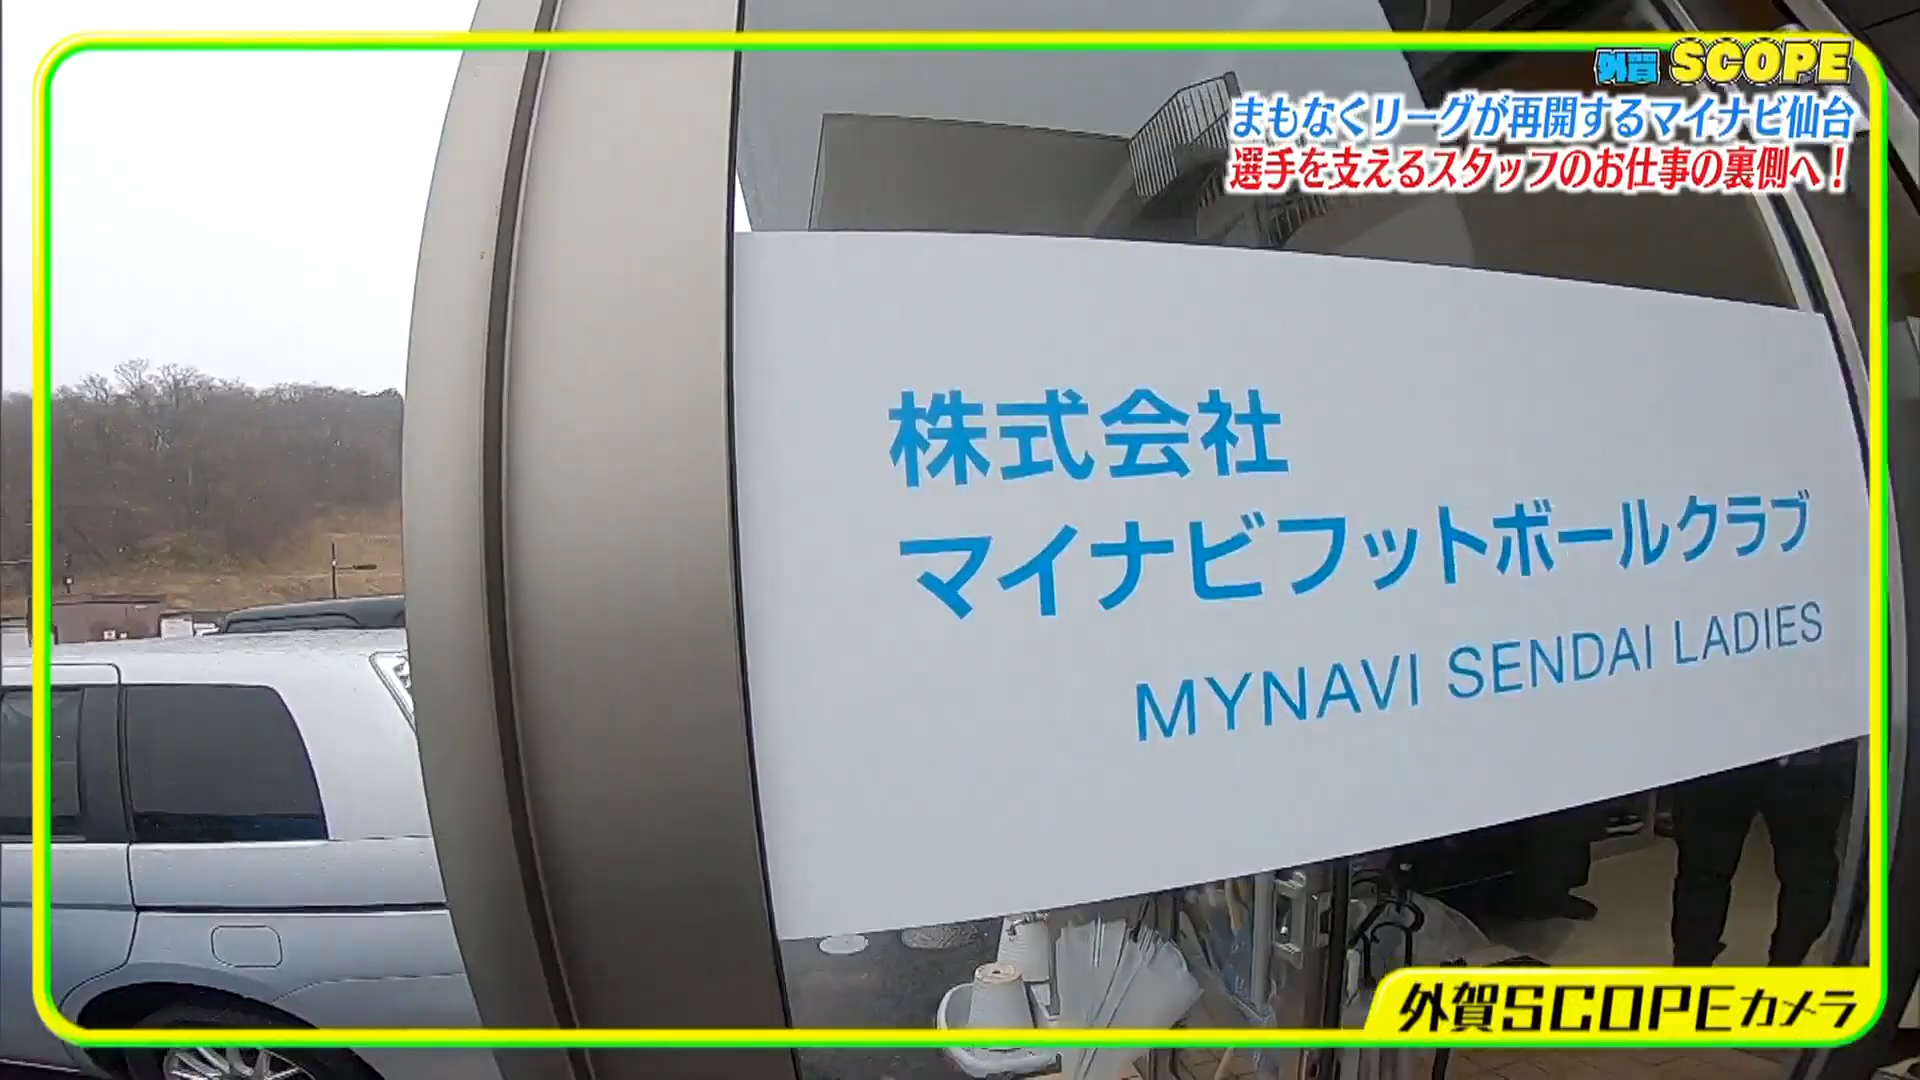 外賀 SCOPE
まもなくリーグが再開するマイナビ仙台
選手を支えるスタッフのお仕事の裏側へ！
株式会社
マイナビフットボールクラブ
MYNAVI SENDAI LADIES
外賀SCOPEカメラ